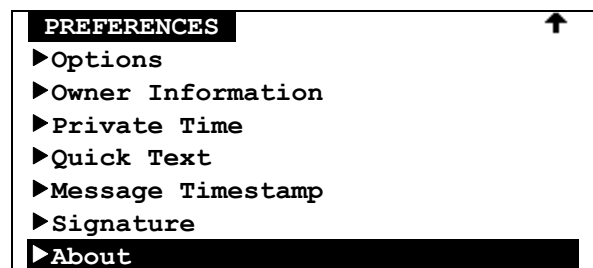 PREFERENCES
Options
Owner Information
Private Time
Quick Text
Message Timestamp
Signature
About